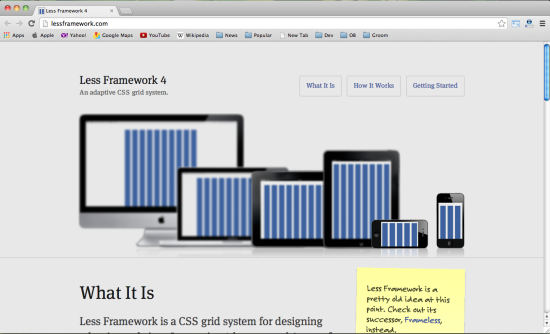 Less Framework 4
lessframework.com
Apps Apple Yahoo! Google Maps YouTube Wikipedia News Popular New Tab Dev OB Groom
Less Framework 4
An adaptive CSS grid system.
What It Is How It Works Getting Started
What It Is
Less Framework is a CSS grid system for designing
Less Framework is a
pretty old idea at this
point. Check out its
successor, Frameless,
instead.